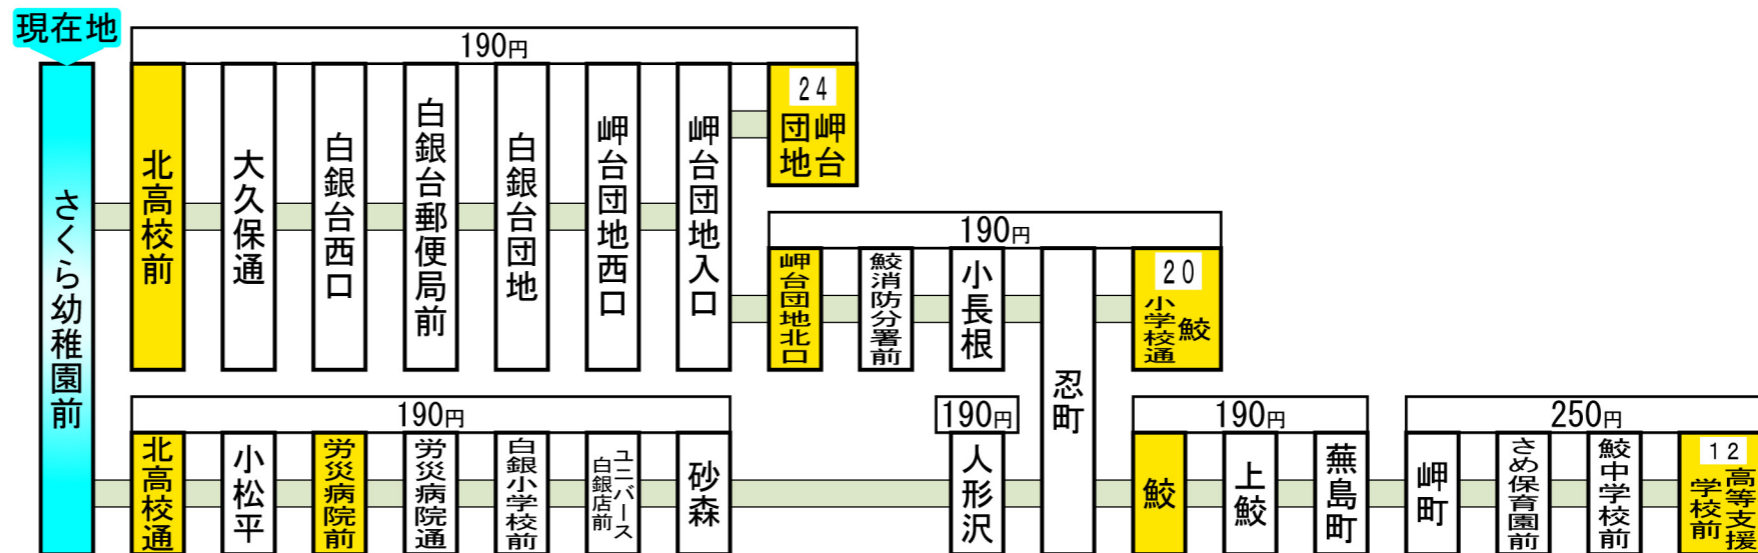 現在地
さくら幼稚園前
190円
北高校前
大久保通
白銀台西口
白銀台郵便局前
白銀台団地
岬台団地西口
岬台団地入口
24
岬台
団地
190円
岬台団地北口
鮫消防分署前
小長根
忍町
20
鮫
小学校通
190円
北高校通
小松平
労災病院前
労災病院通
白銀小学校前
ユニバース
白銀店前
砂森
190円
人形沢
190円
鮫
上鮫
蕪島町
250円
岬町
さめ保育園前
鮫中学校前
12
高等支援
学校前